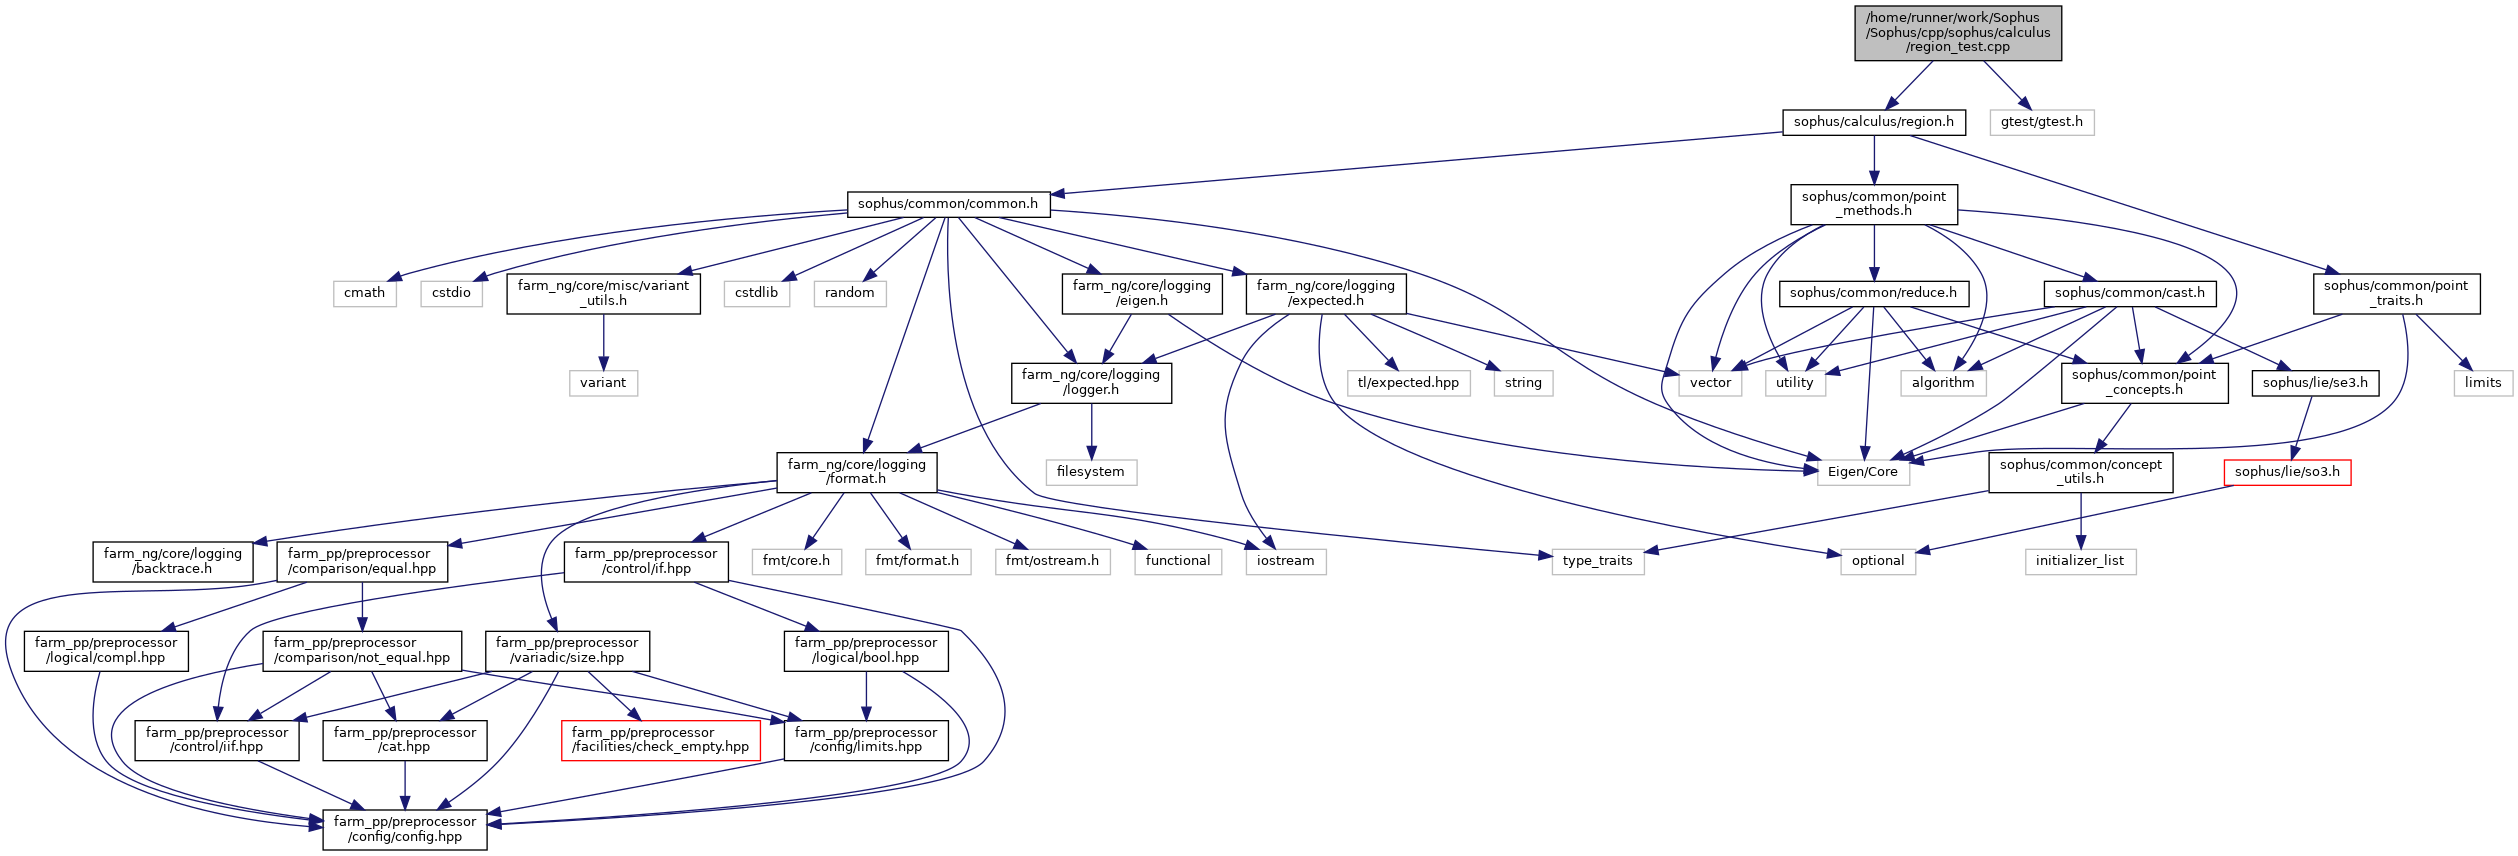 /home/runner/work/Sophus
/Sophus/cpp/sophus/calculus
/region_test.cpp
sophus/calculus/region.h
gtest/gtest.h
sophus/common/common.h
sophus/common/point
_methods.h
cmath
cstdio
farm_ng/core/misc/variant
_utils.h
cstdlib
random
farm_ng/core/logging
/eigen.h
farm_ng/core/logging
/expected.h
sophus/common/reduce.h
sophus/common/cast.h
sophus/common/point
_traits.h
variant
farm_ng/core/logging
/logger.h
tl/expected.hpp
string
vector
utility
algorithm
sophus/common/point
_concepts.h
sophus/lie/se3.h
limits
farm_ng/core/logging
/format.h
filesystem
Eigen/Core
sophus/common/concept
_utils.h
sophus/lie/so3.h
farm_ng/core/logging
/backtrace.h
farm_pp/preprocessor
/comparison/equal.hpp
farm_pp/preprocessor
/control/if.hpp
fmt/core.h
fmt/format.h
fmt/ostream.h
functional
iostream
type_traits
optional
initializer_list
farm_pp/preprocessor
/logical/compl.hpp
farm_pp/preprocessor
/comparison/not_equal.hpp
farm_pp/preprocessor
/variadic/size.hpp
farm_pp/preprocessor
/logical/bool.hpp
farm_pp/preprocessor
/control/iif.hpp
farm_pp/preprocessor
/cat.hpp
farm_pp/preprocessor
/facilities/check_empty.hpp
farm_pp/preprocessor
/config/limits.hpp
farm_pp/preprocessor
/config/config.hpp